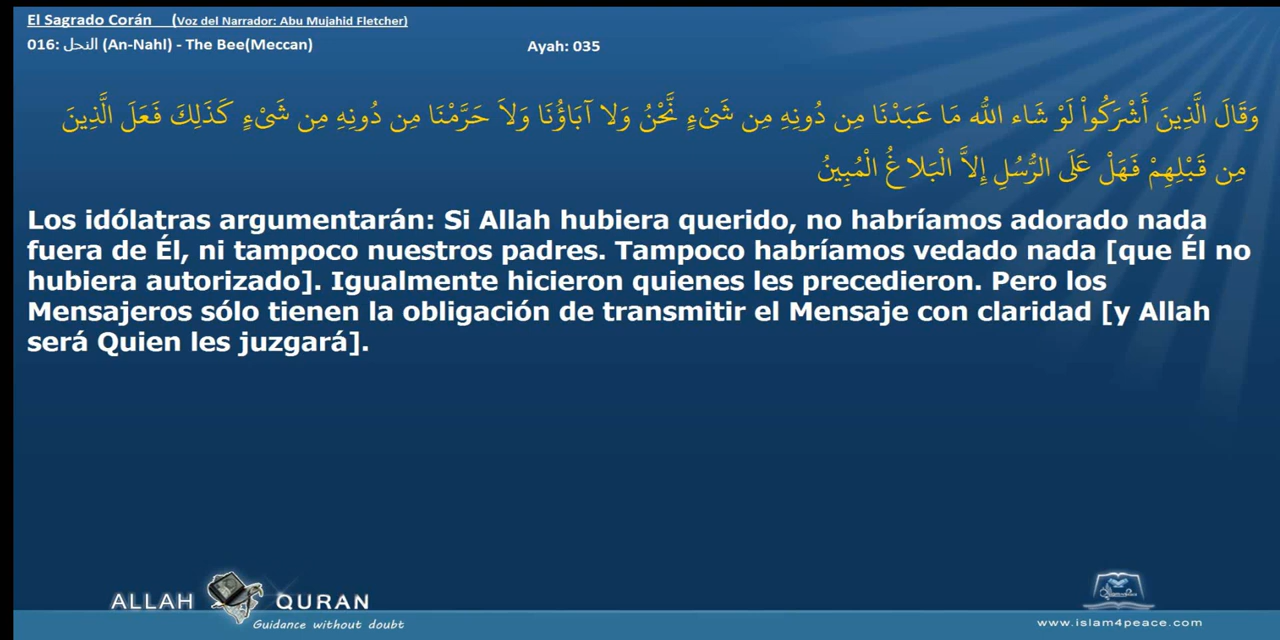 El Sagrado Corán (Voz del Narrador: Abu Mujahid Fletcher)
016: النحل (An-Nahl) - The Bee(Meccan) Ayah: 035
وَقَالَ الَّذِينَ أَشْرَكُواْ لَوْ شَاء اللّه مَا عَبَدْنَا مِن دُونِهِ مِن شَيْءٍ نَّحْنُ وَلا آبَاؤُنَا وَلاَ حَرَّمْنَا مِن دُونِهِ مِن شَيْءٍ كَذَلِكَ فَعَلَ الَّذِينَ
مِن قَبْلِهِمْ فَهَلْ عَلَى الرُّسُلِ إِلاَّ الْبَلاغُ الْمُبِينُ
Los idólatras argumentarán: Si Allah hubiera querido, no habríamos adorado nada
fuera de Él, ni tampoco nuestros padres. Tampoco habríamos vedado nada [que Él no
hubiera autorizado]. Igualmente hicieron quienes les precedieron. Pero los
Mensajeros sólo tienen la obligación de transmitir el Mensaje con claridad [y Allah
será Quien les juzgará].
ALLAH QURAN
Guidance without doubt
www.islam4peace.com